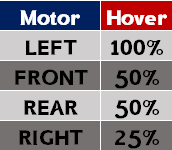 Motor Hover
LEFT 100%
FRONT 50%
REAR 50%
RIGHT 25%